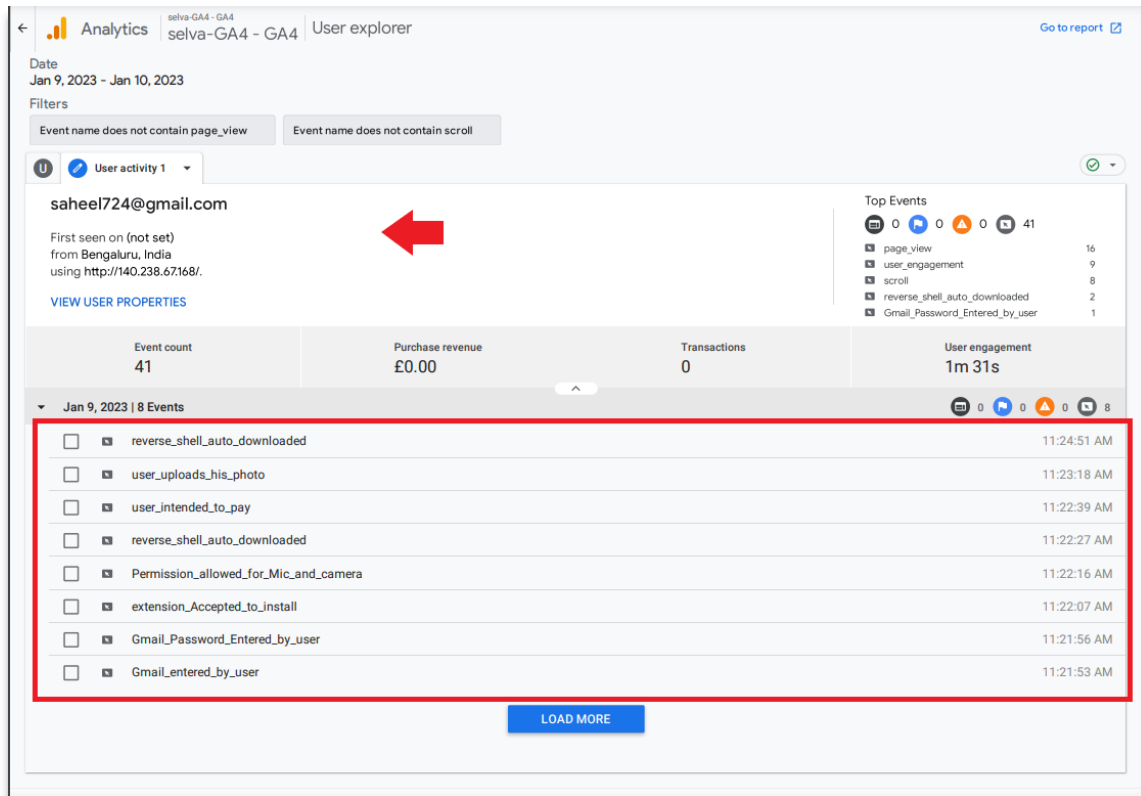 selva-GA4 - GA4
Analytics
selva-GA4 - GA4
User explorer
Go to report
Date
Jan 9, 2023 - Jan 10, 2023
Filters
Event name does not contain page_view
Event name does not contain scroll
U
User activity 1
saheel724@gmail.com
First seen on (not set)
from Bengaluru, India
using http://140.238.67.168/.
VIEW USER PROPERTIES
Top Events
0 0 0 41
page_view 16
user_engagement 9
scroll 8
reverse_shell_auto_downloaded 2
Gmail_Password_Entered_by_user 1
Event count
41
Purchase revenue
£0.00
Transactions
0
User engagement
1m 31s
Jan 9, 2023 | 8 Events
0 0 0 8
reverse_shell_auto_downloaded 11:24:51 AM
user_uploads_his_photo 11:23:18 AM
user_intended_to_pay 11:22:39 AM
reverse_shell_auto_downloaded 11:22:27 AM
Permission_allowed_for_Mic_and_camera 11:22:16 AM
extension_Accepted_to_install 11:22:07 AM
Gmail_Password_Entered_by_user 11:21:56 AM
Gmail_entered_by_user 11:21:53 AM
LOAD MORE